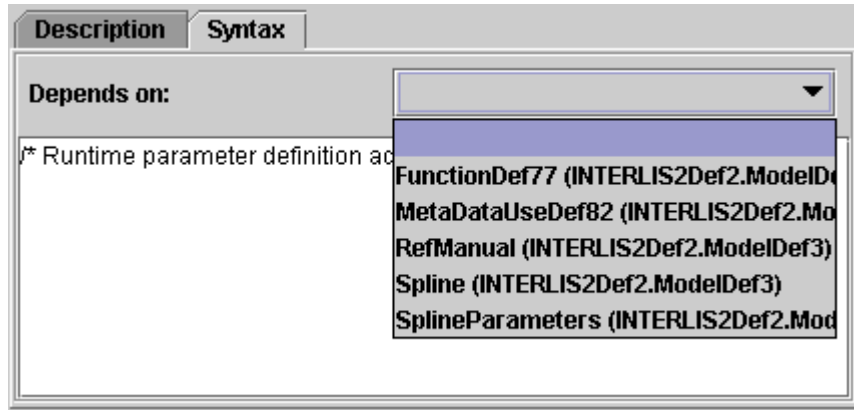 Description Syntax
Depends on:
/* Runtime parameter definition ac
FunctionDef77 (INTERLIS2Def2.ModelD
MetaDataUseDef82 (INTERLIS2Def2.Mo
RefManual (INTERLIS2Def2.ModelDef3)
Spline (INTERLIS2Def2.ModelDef3)
SplineParameters (INTERLIS2Def2.Mod